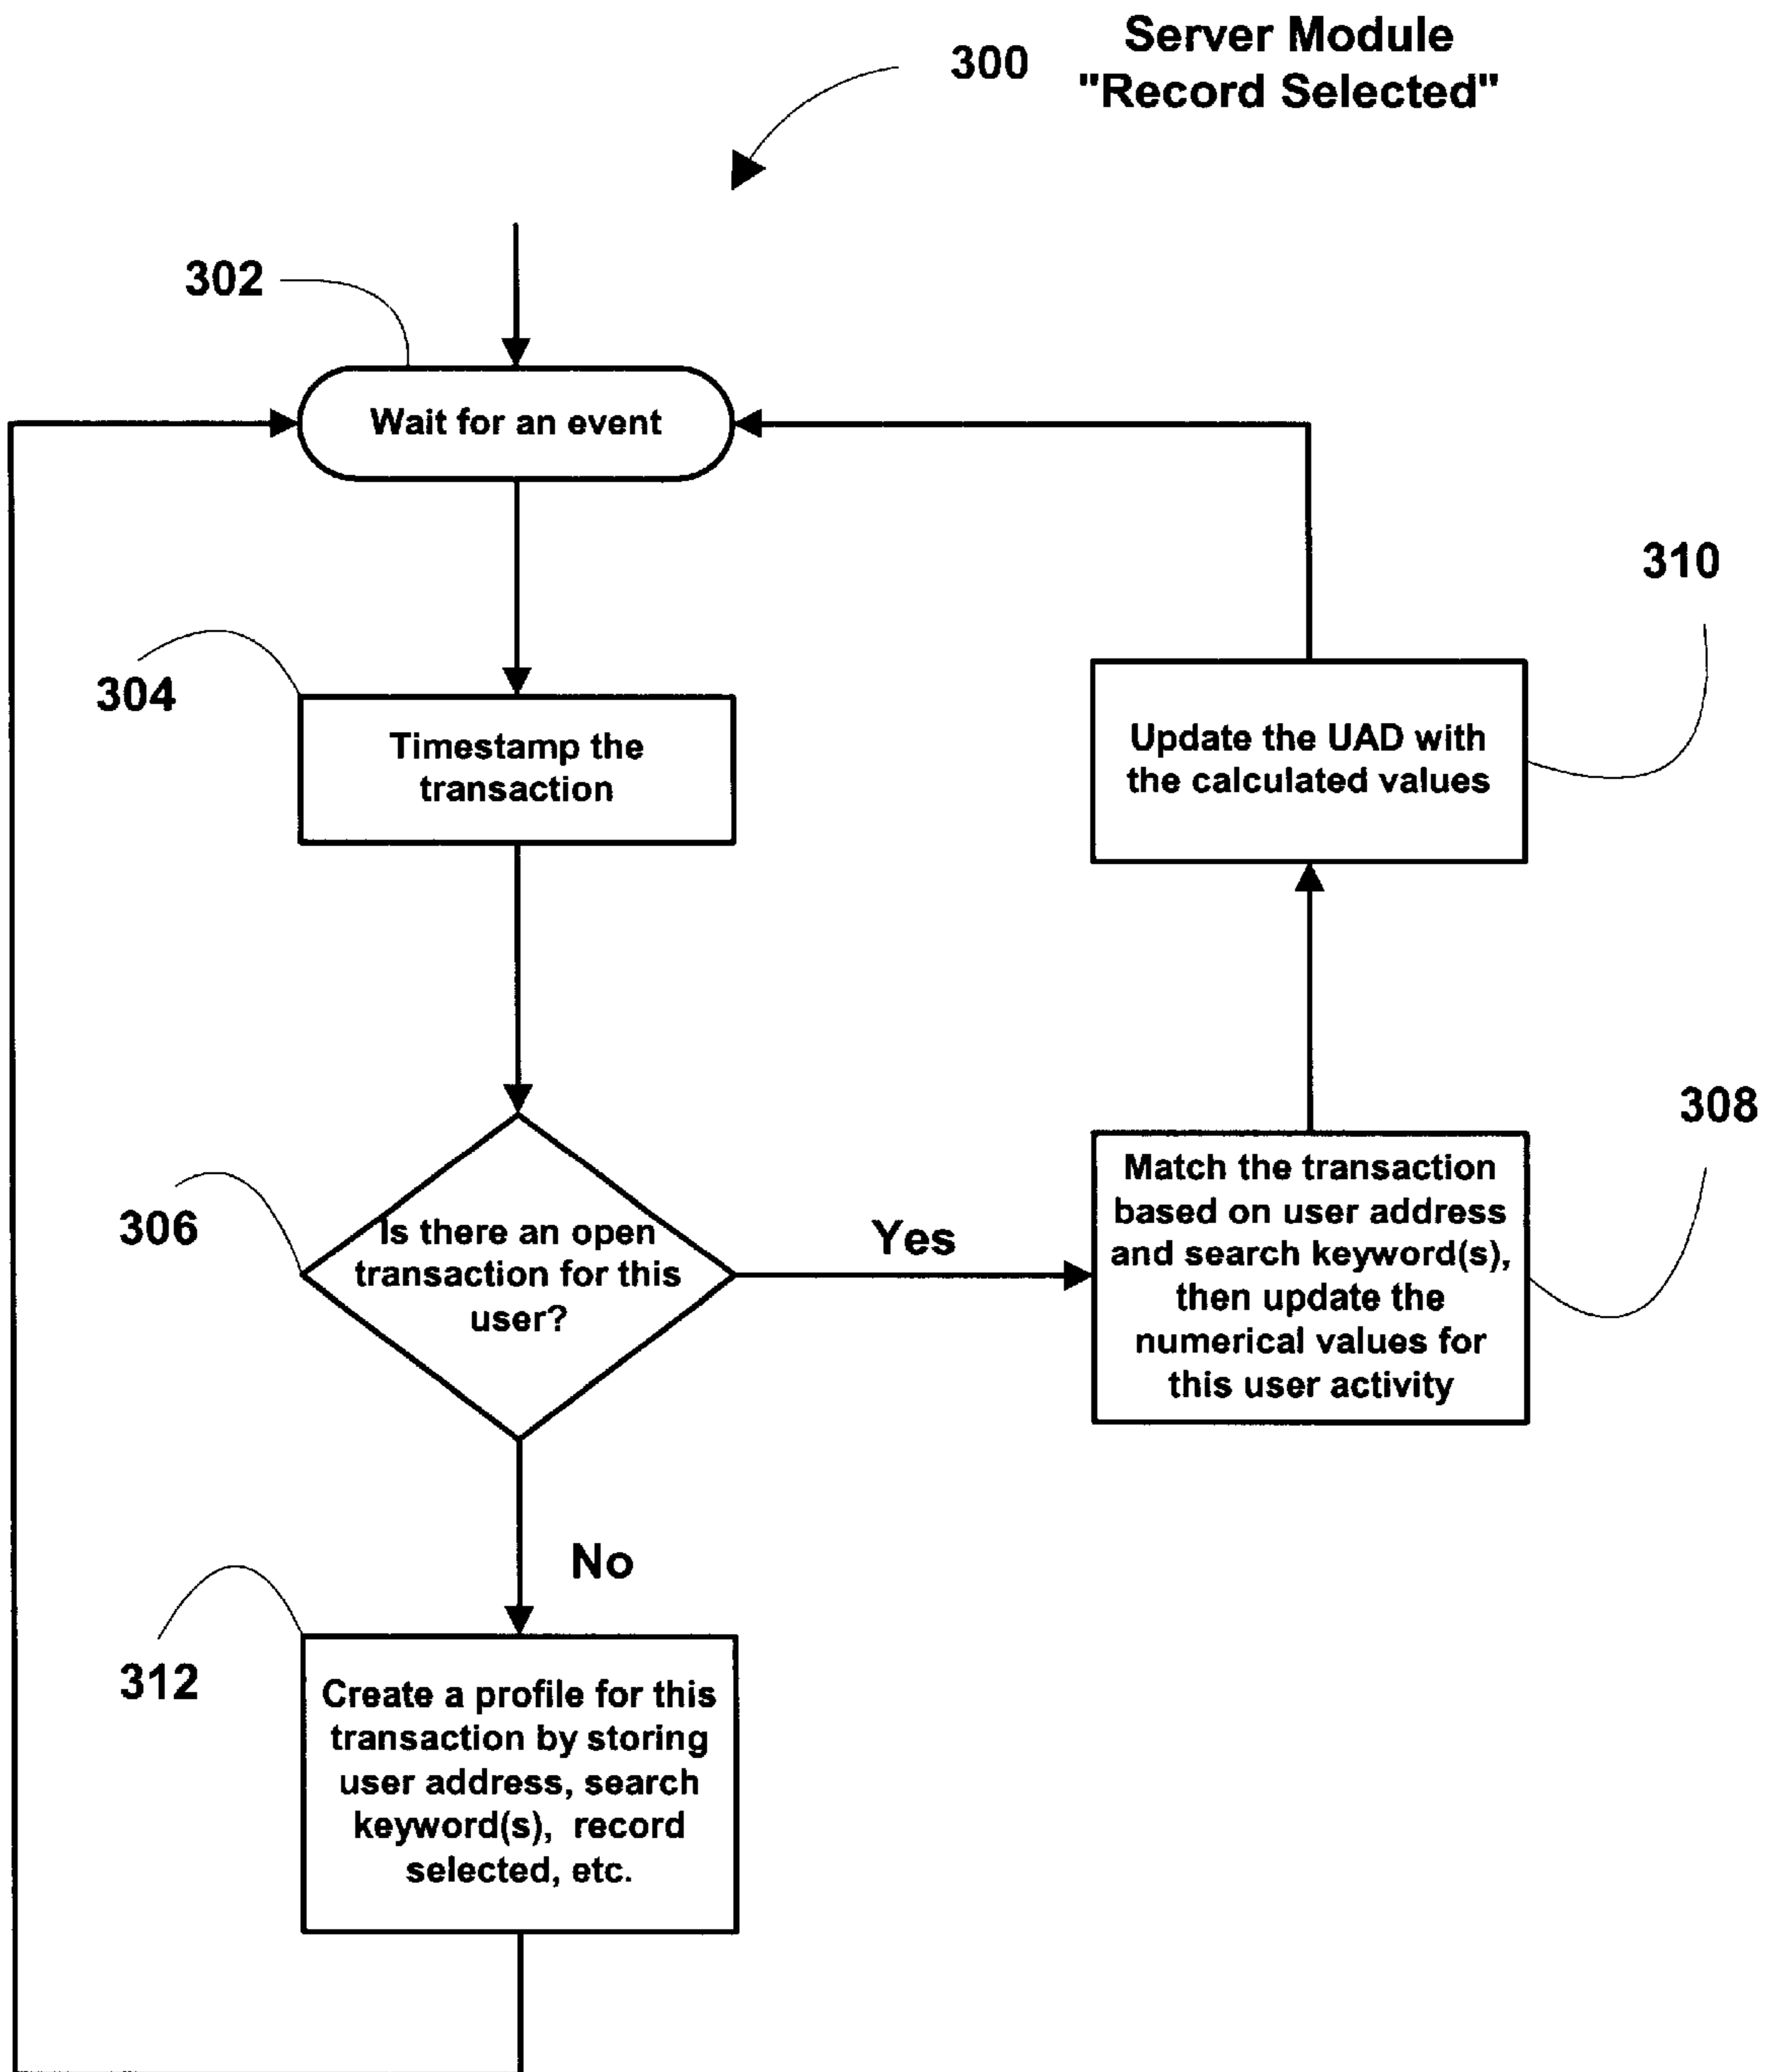 Server Module
"Record Selected"
300
302
Wait for an event
310
304
Timestamp the
transaction
Update the UAD with
the calculated values
308
306
Is there an open
transaction for this
user?
Yes
Match the transaction
based on user address
and search keyword(s),
then update the
numerical values for
this user activity
No
312
Create a profile for this
transaction by storing
user address, search
keyword(s), record
selected, etc.